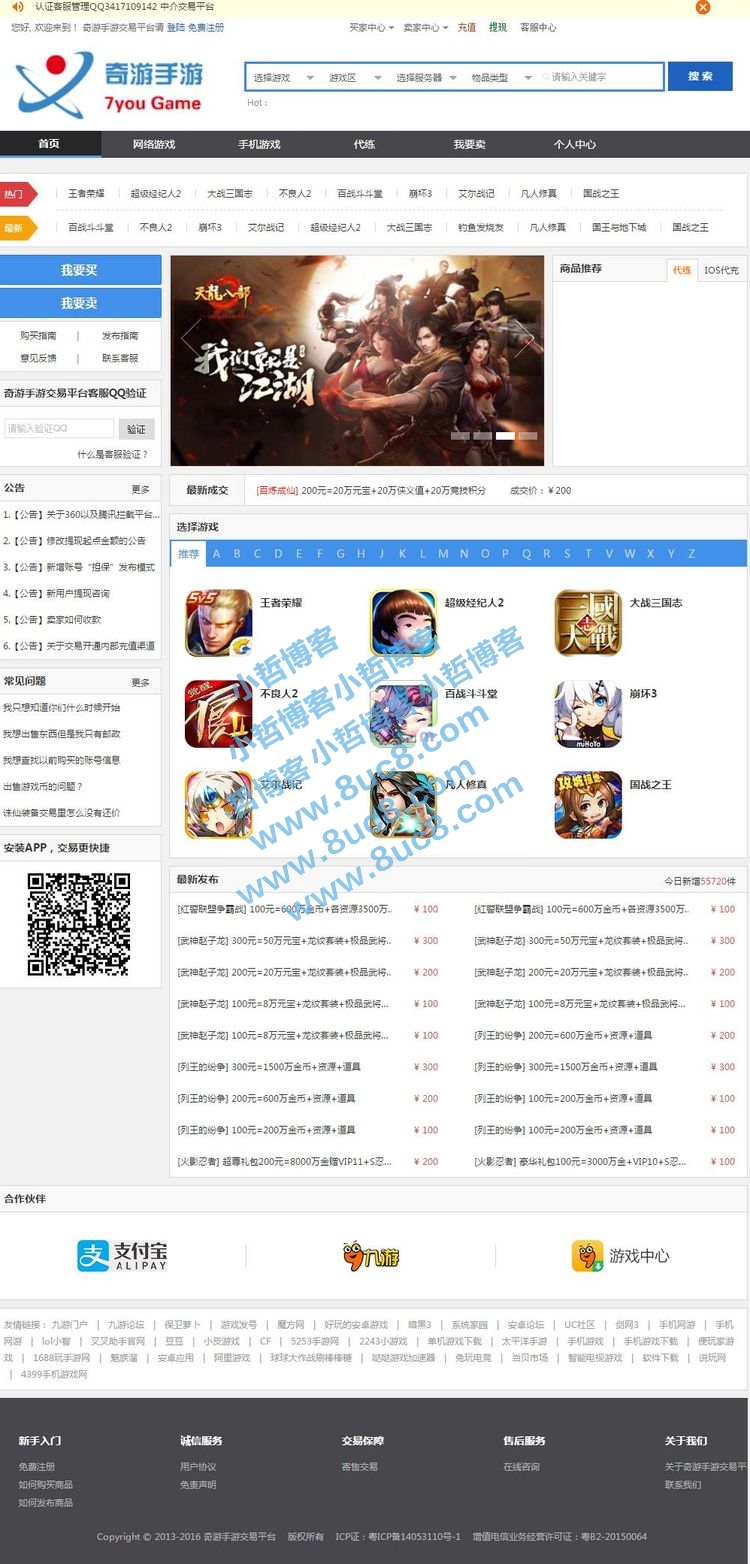 认证客服管理QQ3417109142 中介交易平台
您好, 欢迎来到！ 奇游手游交易平台请 登陆 免费注册 买家中心 卖家中心 充值 提现 客服中心
奇游手游
7you Game
选择游戏 游戏区 选择服务器 物品类型 请输入关键字 搜 索
Hot :
首页 网络游戏 手机游戏 代练 我要卖 个人中心
热门 王者荣耀 超级经纪人2 大战三国志 不良人2 百战斗斗堂 崩坏3 艾尔战记 凡人修真 国战之王
最新 百战斗斗堂 不良人2 崩坏3 艾尔战记 超级经纪人2 大战三国志 钓鱼发烧友 凡人修真 国王与地下城 国战之王
我要买
我要卖
购买指南 | 发布指南
意见反馈 | 联系客服
奇游手游交易平台客服QQ验证
请输入验证QQ 验证
什么是客服验证？
天龙八部
我们就是江湖
商品推荐 代练 IOS代充
公告 更多
1.【公告】关于360以及腾讯拦截平台...
2.【公告】修改提现起点金额的公告
3.【公告】新增账号“担保”发布模式
4.【公告】新用户提现咨询
5.【公告】卖家如何收款
6.【公告】关于交易开通内部充值渠道
常见问题 更多
我只想知道你们什么时候开始
我想出售东西但是我只有邮政
我想查找以前购买的账号信息
出售游戏币的问题？
诛仙装备交易里怎么没有还价
安装APP，交易更快捷
最新成交 [百炼成仙] 200元=20万元宝+20万侠义值+20万竞技积分 成交价：￥200
选择游戏
推荐 A B C D E F G H J K L M N O P Q R S T V W X Y Z
王者荣耀 超级经纪人2 大战三国志
不良人2 百战斗斗堂 崩坏3
艾尔战记 凡人修真 国战之王
小哲博客小哲博客小哲博客
小哲博客 小哲博客
www.8uc8.com
www.8uc8.com
最新发布 今日新增55720件
[红警联盟争霸战] 100元=600万金币+各资源3500万.. ￥100 [红警联盟争霸战] 100元=600万金币+各资源3500万.. ￥100
[武神赵子龙] 300元=50万元宝+龙纹套装+极品武将.. ￥300 [武神赵子龙] 300元=50万元宝+龙纹套装+极品武将.. ￥300
[武神赵子龙] 200元=20万元宝+龙纹套装+极品武将.. ￥200 [武神赵子龙] 200元=20万元宝+龙纹套装+极品武将.. ￥200
[武神赵子龙] 100元=8万元宝+龙纹套装+极品武将... ￥100 [武神赵子龙] 100元=8万元宝+龙纹套装+极品武将... ￥100
[武神赵子龙] 100元=8万元宝+龙纹套装+极品武将... ￥100 [列王的纷争] 200元=600万金币+资源+道具 ￥200
[列王的纷争] 300元=1500万金币+资源+道具 ￥300 [列王的纷争] 300元=1500万金币+资源+道具 ￥300
[列王的纷争] 200元=600万金币+资源+道具 ￥200 [列王的纷争] 200元=600万金币+资源+道具 ￥100
[列王的纷争] 100元=200万金币+资源+道具 ￥100 [列王的纷争] 100元=200万金币+资源+道具 ￥100
[火影忍者] 超尊礼包200元=8000万金赠VIP11+S忍... ￥200 [火影忍者] 豪华礼包100元=3000万金+VIP10+S忍... ￥100
合作伙伴
支付宝 ALIPAY 九游 游戏中心
友情链接： 九游门户 | 九游论坛 | 保卫萝卜 | 游戏发号 | 魔方网 | 好玩的安卓游戏 | 暗黑3 | 系统家园 | 安卓论坛 | UC社区 | 剑网3 | 手机网游 | 手机
网游 | lol小智 | 叉叉助手官网 | 豆豆 | 小皮游戏 | CF | 5253手游网 | 2243小游戏 | 单机游戏下载 | 太平洋手游 | 手机游戏 | 手机游戏下载 | 便玩家游
戏 | 1688玩手游网 | 魅族溜 | 安卓应用 | 阿里游戏 | 球球大作战刷棒棒糖 | 哒哒游戏加速器 | 免玩电竞 | 当贝市场 | 智能电视游戏 | 软件下载 | 说玩网
| 4399手机游戏网
新手入门 诚信服务 交易保障 售后服务 关于我们
免费注册 用户协议 寄售交易 在线咨询 关于奇游手游交易平
如何购买商品 免责声明 联系我们
如何发布商品
Copyright © 2013-2016 奇游手游交易平台 版权所有 ICP证：粤ICP备14053110号-1 增值电信业务经营许可证：粤B2-20150064